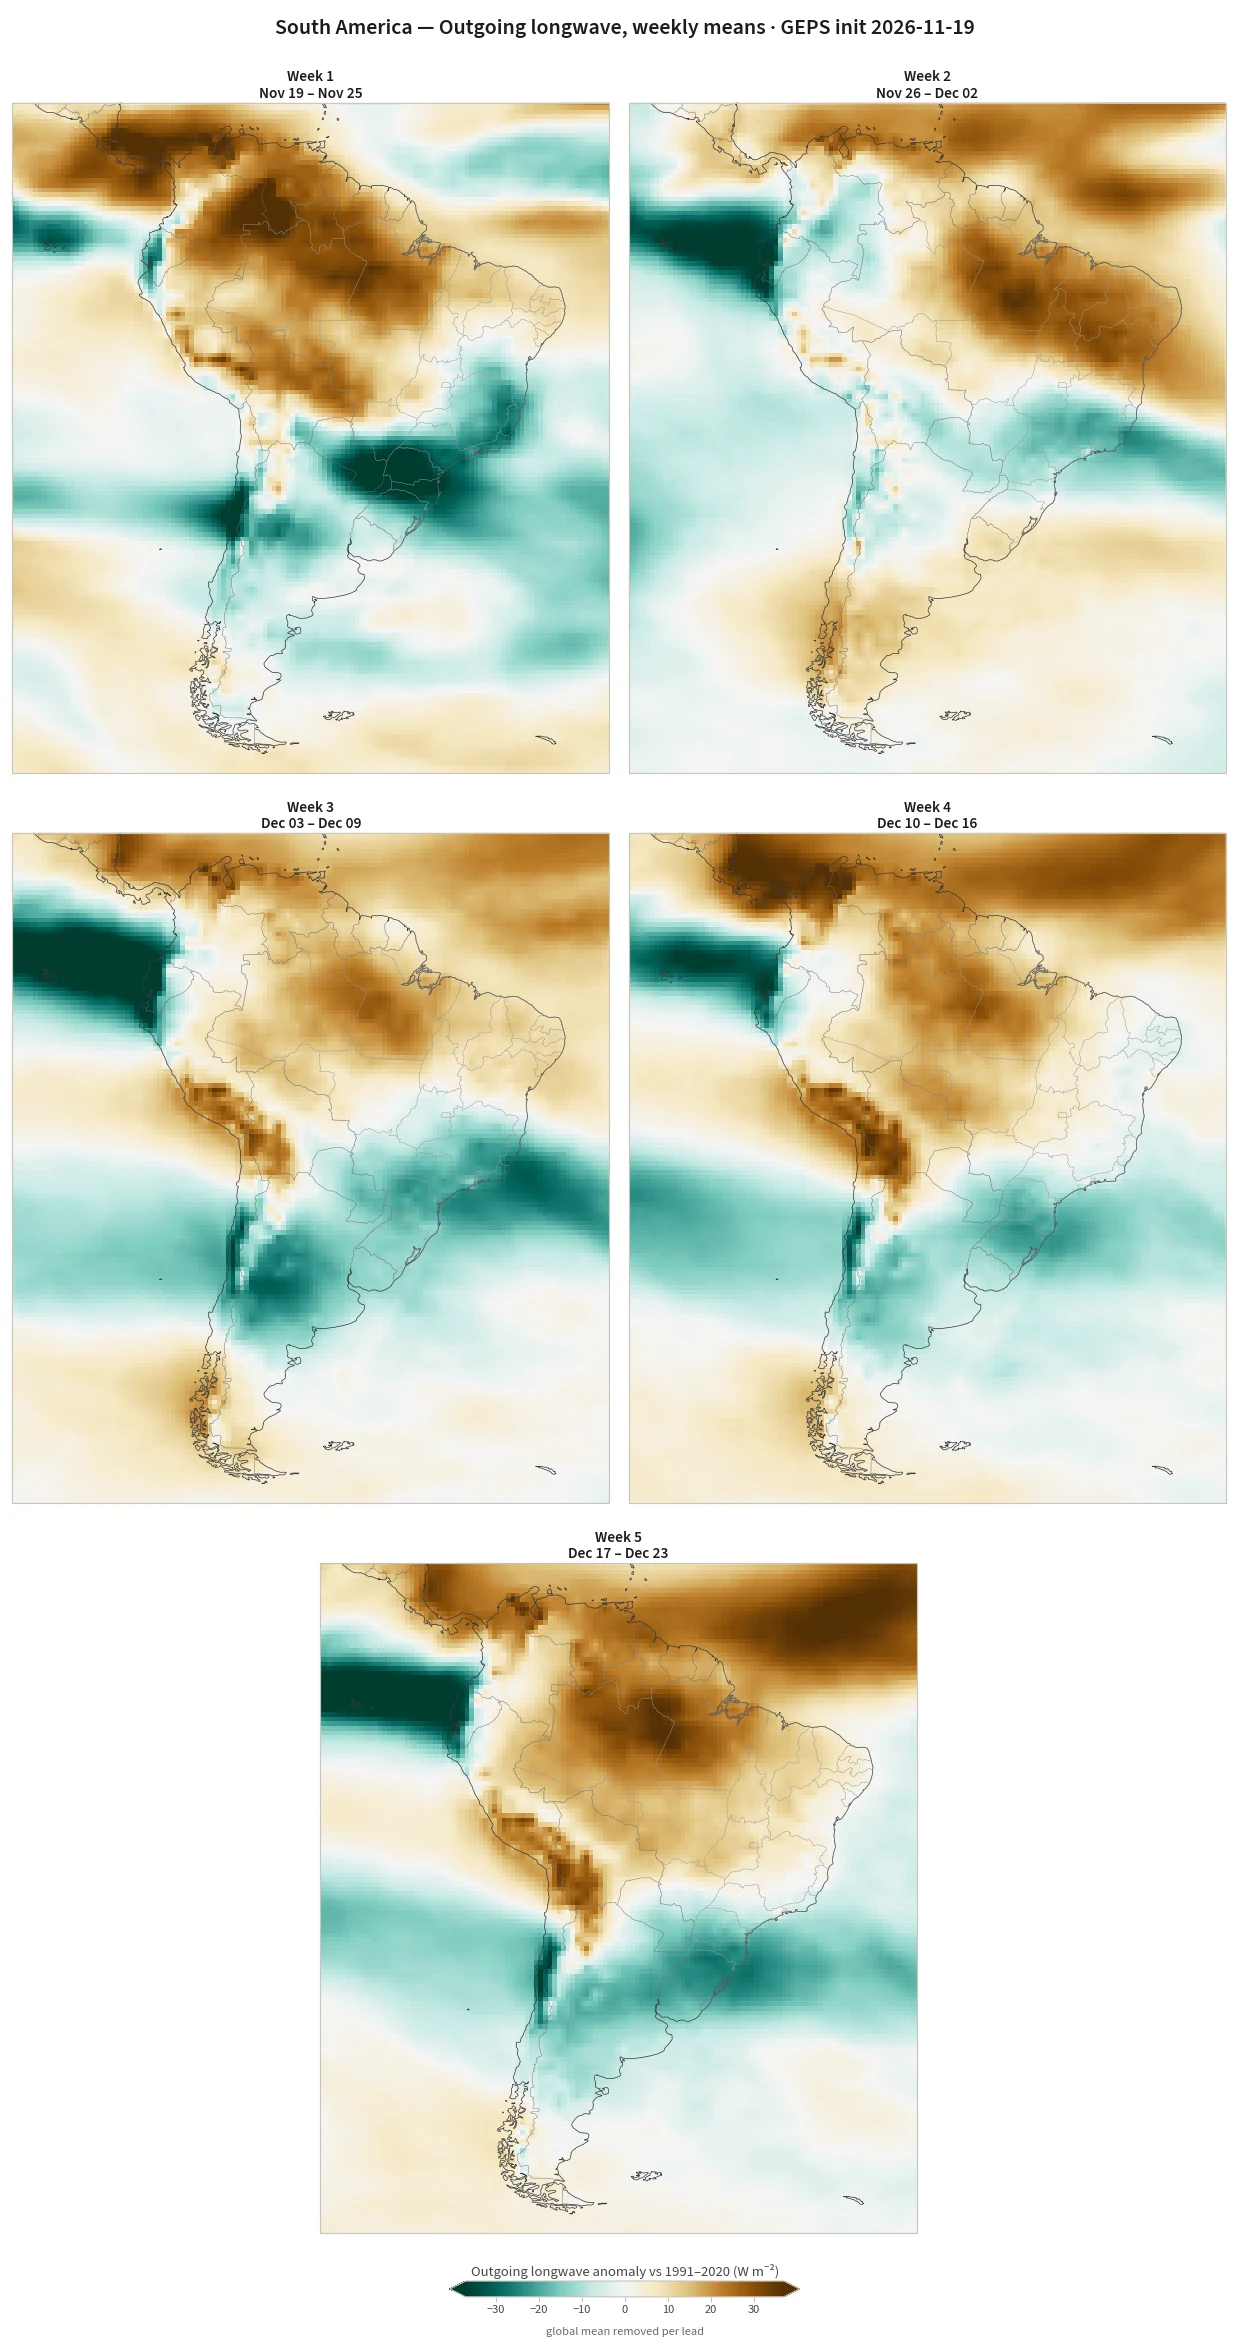 South America — Outgoing longwave, weekly means · GEPS init 2026-11-19
Week 1
Nov 19 – Nov 25
Week 2
Nov 26 – Dec 02
Week 3
Dec 03 – Dec 09
Week 4
Dec 10 – Dec 16
Week 5
Dec 17 – Dec 23
Outgoing longwave anomaly vs 1991–2020 (W m⁻²)
−30 −20 −10 0 10 20 30
global mean removed per lead